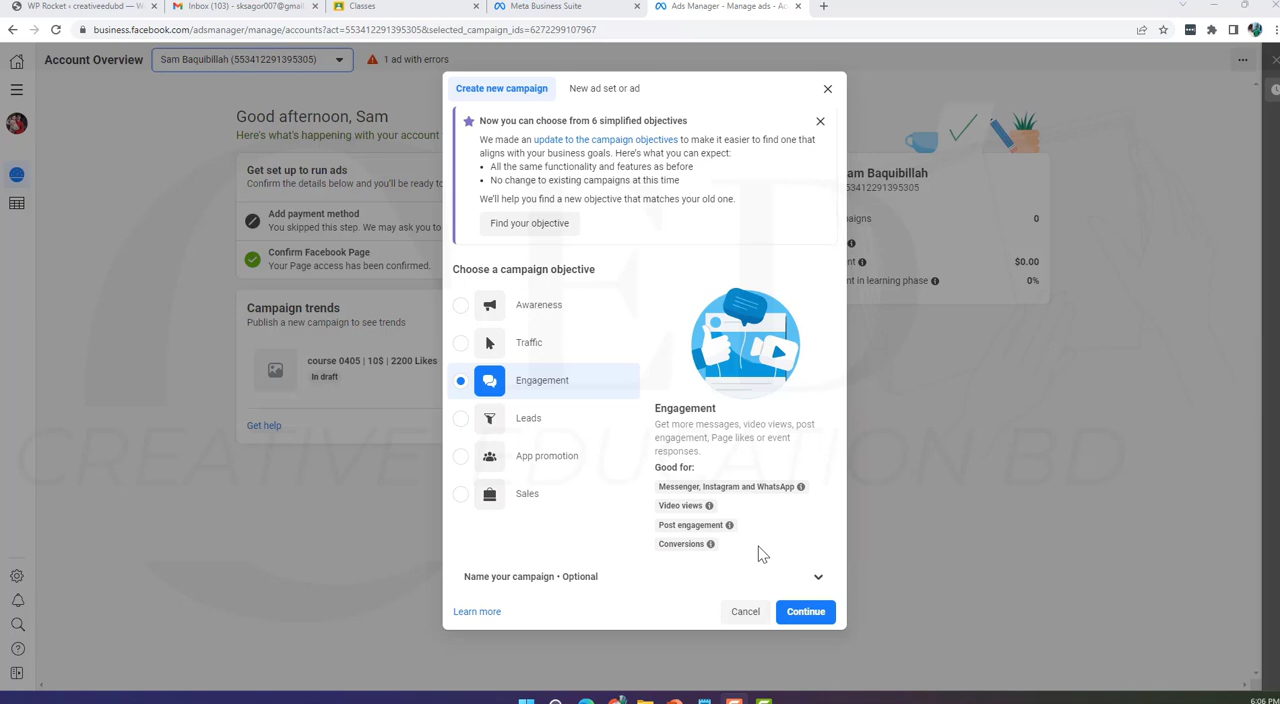 WP Rocket ‹ creativeedubd — W
Inbox (103) - sksagor007@gmail
Classes
Meta Business Suite
Ads Manager - Manage ads - Ac
business.facebook.com/adsmanager/manage/accounts?act=553412291395305&selected_campaign_ids=6272299107967
Account Overview
Sam Baquibillah (553412291395305)
1 ad with errors
Create new campaign
New ad set or ad
Good afternoon, Sam
Here's what's happening with your account
Now you can choose from 6 simplified objectives
We made an update to the campaign objectives to make it easier to find one that
aligns with your business goals. Here's what you can expect:
• All the same functionality and features as before
• No change to existing campaigns at this time
We'll help you find a new objective that matches your old one.
Find your objective
Get set up to run ads
Confirm the details below and you'll be ready to
Add payment method
You skipped this step. We may ask you to
Confirm Facebook Page
Your Page access has been confirmed.
am Baquibillah
53412291395305
paigns
0
nt
$0.00
nt in learning phase
0%
Campaign trends
Publish a new campaign to see trends
course 0405 | 10$ | 2200 Likes
In draft
Get help
Choose a campaign objective
Awareness
Traffic
Engagement
Leads
App promotion
Sales
Engagement
Get more messages, video views, post
engagement, Page likes or event
responses.
Good for:
Messenger, Instagram and WhatsApp
Video views
Post engagement
Conversions
Name your campaign • Optional
Learn more
Cancel
Continue
CREATIVE EDUCATION BD
6:06 PM